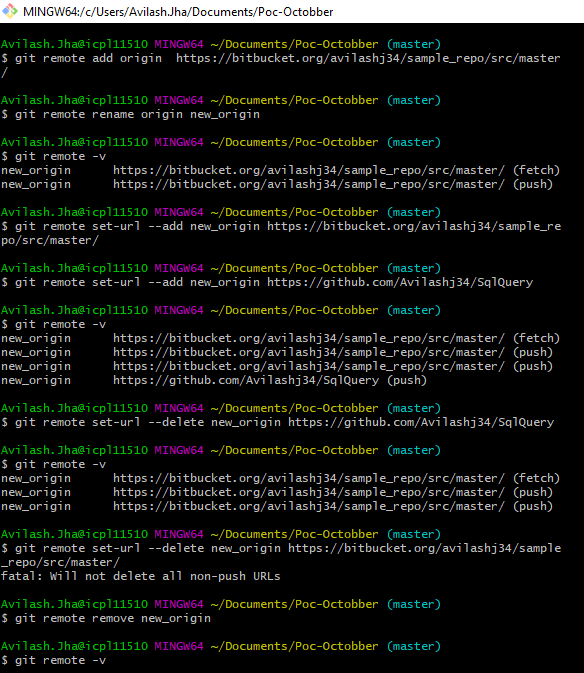 MINGW64:/c/Users/Avilash.Jha/Documents/Poc-Octobber
Avilash.Jha@icpl11510 MINGW64 ~/Documents/Poc-Octobber (master)
$ git remote add origin  https://bitbucket.org/avilashj34/sample_repo/src/master
/
Avilash.Jha@icpl11510 MINGW64 ~/Documents/Poc-Octobber (master)
$ git remote rename origin new_origin
Avilash.Jha@icpl11510 MINGW64 ~/Documents/Poc-Octobber (master)
$ git remote -v
new_origin      https://bitbucket.org/avilashj34/sample_repo/src/master/ (fetch)
new_origin      https://bitbucket.org/avilashj34/sample_repo/src/master/ (push)
Avilash.Jha@icpl11510 MINGW64 ~/Documents/Poc-Octobber (master)
$ git remote set-url --add new_origin https://bitbucket.org/avilashj34/sample_re
po/src/master/
Avilash.Jha@icpl11510 MINGW64 ~/Documents/Poc-Octobber (master)
$ git remote set-url --add new_origin https://github.com/Avilashj34/SqlQuery
Avilash.Jha@icpl11510 MINGW64 ~/Documents/Poc-Octobber (master)
$ git remote -v
new_origin      https://bitbucket.org/avilashj34/sample_repo/src/master/ (fetch)
new_origin      https://bitbucket.org/avilashj34/sample_repo/src/master/ (push)
new_origin      https://bitbucket.org/avilashj34/sample_repo/src/master/ (push)
new_origin      https://github.com/Avilashj34/SqlQuery (push)
Avilash.Jha@icpl11510 MINGW64 ~/Documents/Poc-Octobber (master)
$ git remote set-url --delete new_origin https://github.com/Avilashj34/SqlQuery
Avilash.Jha@icpl11510 MINGW64 ~/Documents/Poc-Octobber (master)
$ git remote -v
new_origin      https://bitbucket.org/avilashj34/sample_repo/src/master/ (fetch)
new_origin      https://bitbucket.org/avilashj34/sample_repo/src/master/ (push)
new_origin      https://bitbucket.org/avilashj34/sample_repo/src/master/ (push)
Avilash.Jha@icpl11510 MINGW64 ~/Documents/Poc-Octobber (master)
$ git remote set-url --delete new_origin https://bitbucket.org/avilashj34/sample
_repo/src/master/
fatal: Will not delete all non-push URLs
Avilash.Jha@icpl11510 MINGW64 ~/Documents/Poc-Octobber (master)
$ git remote remove new_origin
Avilash.Jha@icpl11510 MINGW64 ~/Documents/Poc-Octobber (master)
$ git remote -v